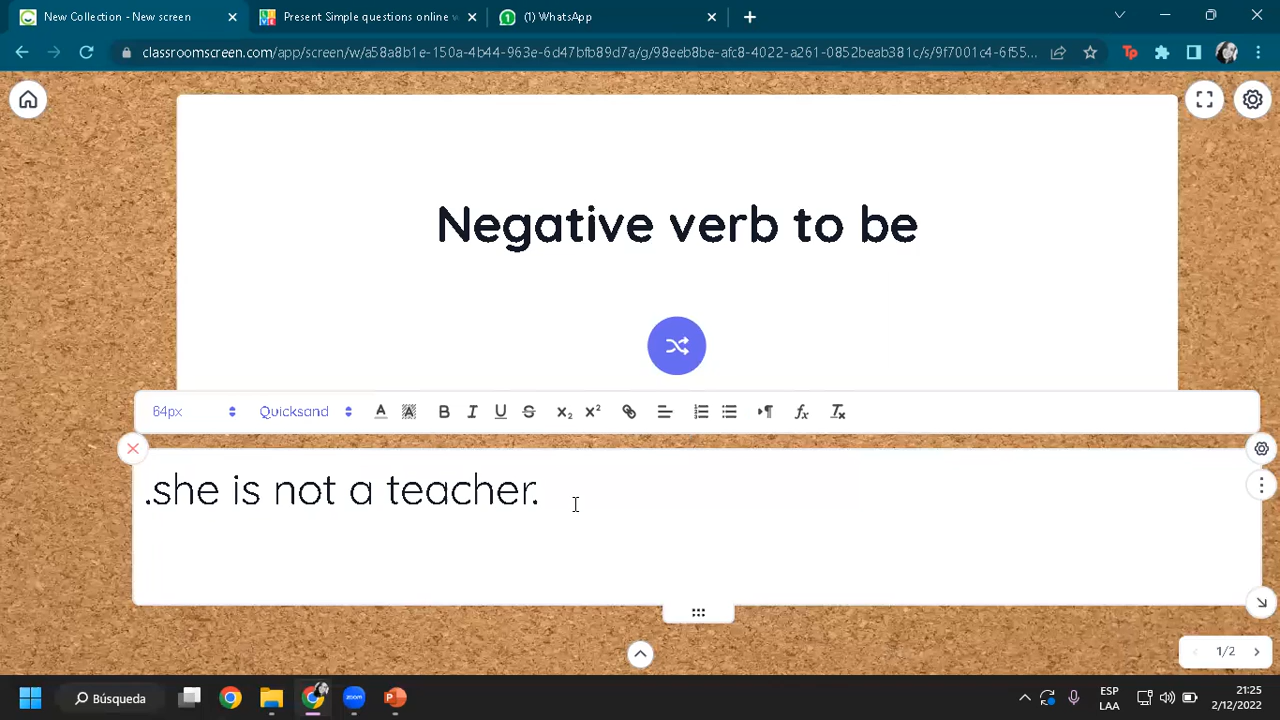 New Collection - New screen
Present Simple questions online w
(1) WhatsApp
classroomscreen.com/app/screen/w/a58a8b1e-150a-4b44-963e-6d47bfb89d7a/g/98eeb8be-afc8-4022-a261-0852beab381c/s/9f7001c4-6f55...
Negative verb to be
64px
Quicksand
.she is not a teacher.
1/2
Búsqueda
zoom
ESP
LAA
21:25
2/12/2022